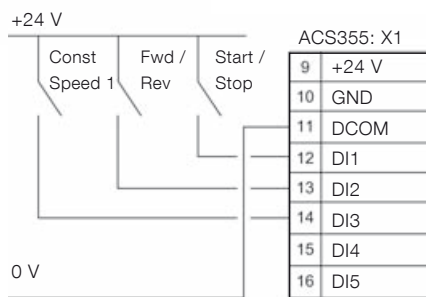 +24 V
Const
Speed 1
Fwd /
Rev
Start /
Stop
ACS355: X1
9 +24 V
10 GND
11 DCOM
12 DI1
13 DI2
14 DI3
15 DI4
16 DI5
0 V